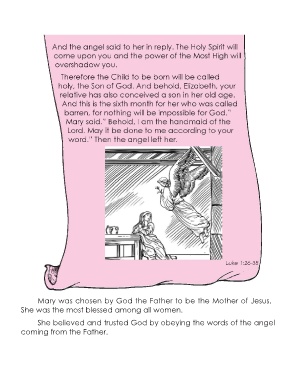 And the angel said to her in reply. The Holy Spirit will
come upon you and the power of the Most High will
overshadow you.
Therefore the Child to be born will be called
holy, the Son of God. And behold, Elizabeth, your
relative has also conceived a son in her old age.
And this is the sixth month for her who was called
barren, for nothing will be impossible for God."
Mary said." Behold, I am the handmaid of the
Lord. May it be done to me according to your
word." Then the angel left her.
Luke 1:26-38
Mary was chosen by God the Father to be the Mother of Jesus.
She was the most blessed among all women.
She believed and trusted God by obeying the words of the angel
coming from the Father.